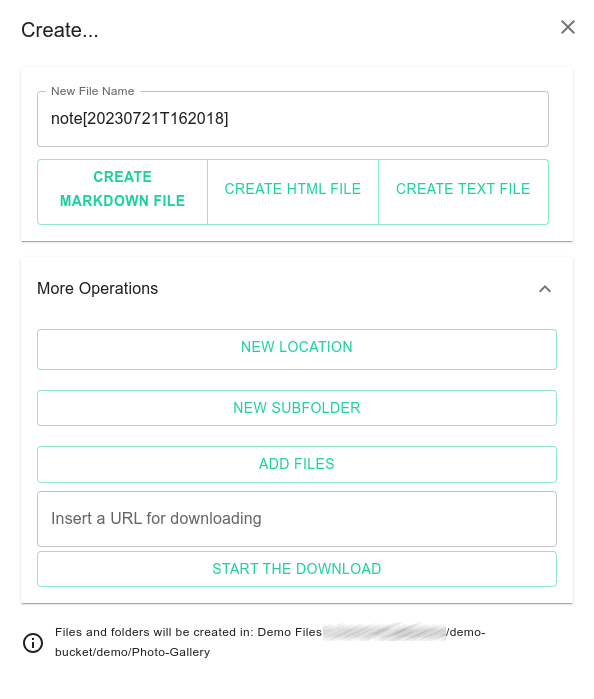 Create...
New File Name
note[20230721T162018]
CREATE
MARKDOWN FILE
CREATE HTML FILE
CREATE TEXT FILE
More Operations
NEW LOCATION
NEW SUBFOLDER
ADD FILES
Insert a URL for downloading
START THE DOWNLOAD
Files and folders will be created in: Demo Files /demo-
bucket/demo/Photo-Gallery